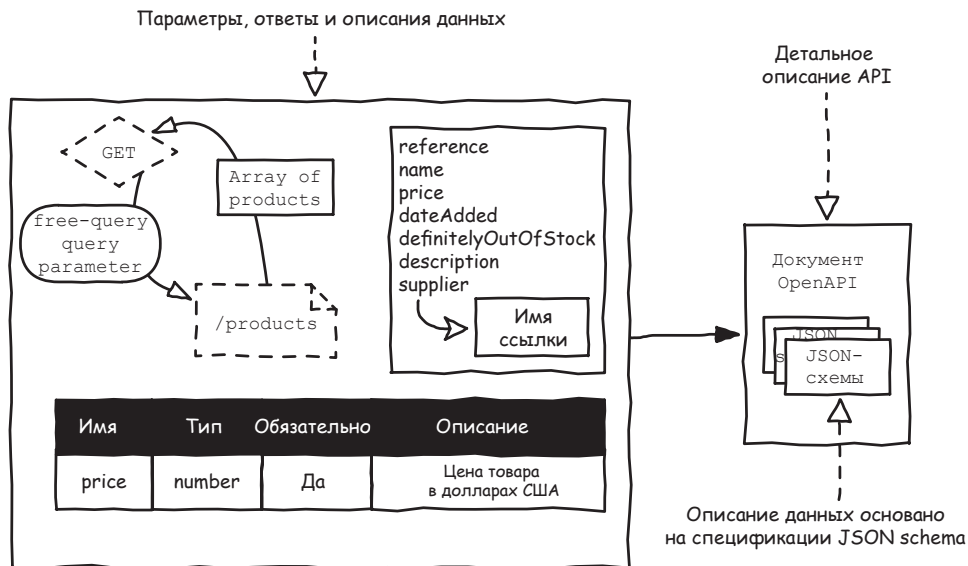 Параметры, ответы и описания данных
Детальное
описание API
GET
Array of
products
free-query
query
parameter
/products
reference
name
price
dateAdded
definitelyOutOfStock
description
supplier
Имя
ссылки
Документ
OpenAPI
JSON
s
JSON-
схемы
Имя Тип Обязательно Описание
price number Да Цена товара
в долларах США
Описание данных основано
на спецификации JSON schema